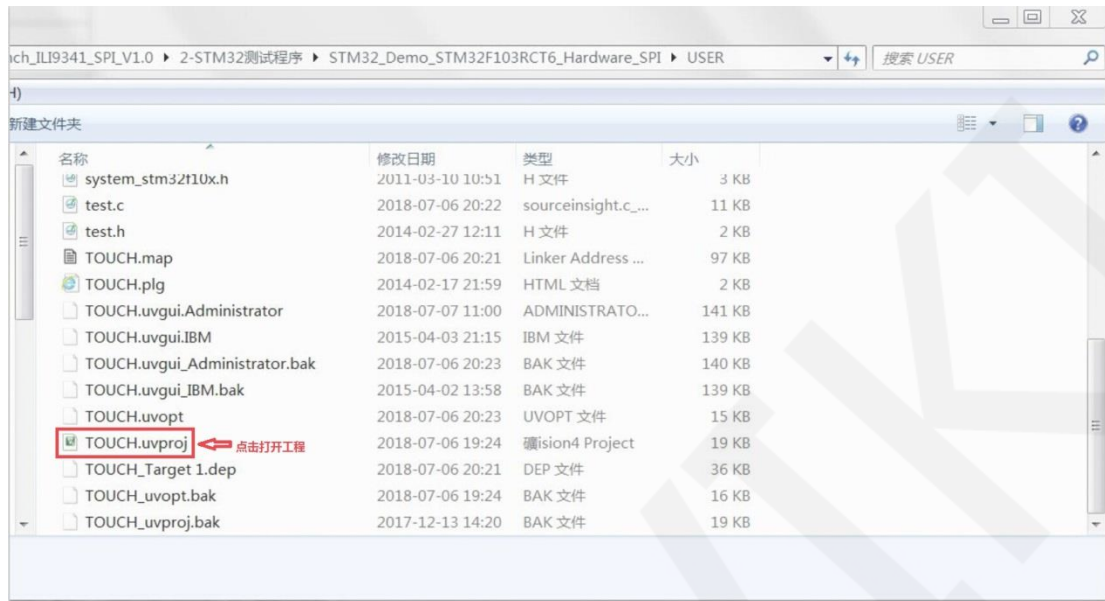 ch_ILI9341_SPI_V1.0 ▸ 2-STM32测试程序 ▸ STM32_Demo_STM32F103RCT6_Hardware_SPI ▸ USER 搜索 USER
H)
新建文件夹
名称 修改日期 类型 大小
system_stm32f10x.h 2011-03-10 10:51 H 文件 3 KB
test.c 2018-07-06 20:22 sourceinsight.c_... 11 KB
test.h 2014-02-27 12:11 H 文件 2 KB
TOUCH.map 2018-07-06 20:21 Linker Address ... 97 KB
TOUCH.plg 2014-02-17 21:59 HTML 文档 2 KB
TOUCH.uvgui.Administrator 2018-07-07 11:00 ADMINISTRATO... 141 KB
TOUCH.uvgui.IBM 2015-04-03 21:15 IBM 文件 139 KB
TOUCH.uvgui_Administrator.bak 2018-07-06 20:23 BAK 文件 140 KB
TOUCH.uvgui_IBM.bak 2015-04-02 13:58 BAK 文件 139 KB
TOUCH.uvopt 2018-07-06 20:23 UVOPT 文件 15 KB
TOUCH.uvproj 点击打开工程 2018-07-06 19:24 礦ision4 Project 19 KB
TOUCH_Target 1.dep 2018-07-06 20:21 DEP 文件 36 KB
TOUCH_uvopt.bak 2018-07-06 19:24 BAK 文件 16 KB
TOUCH_uvproj.bak 2017-12-13 14:20 BAK 文件 19 KB